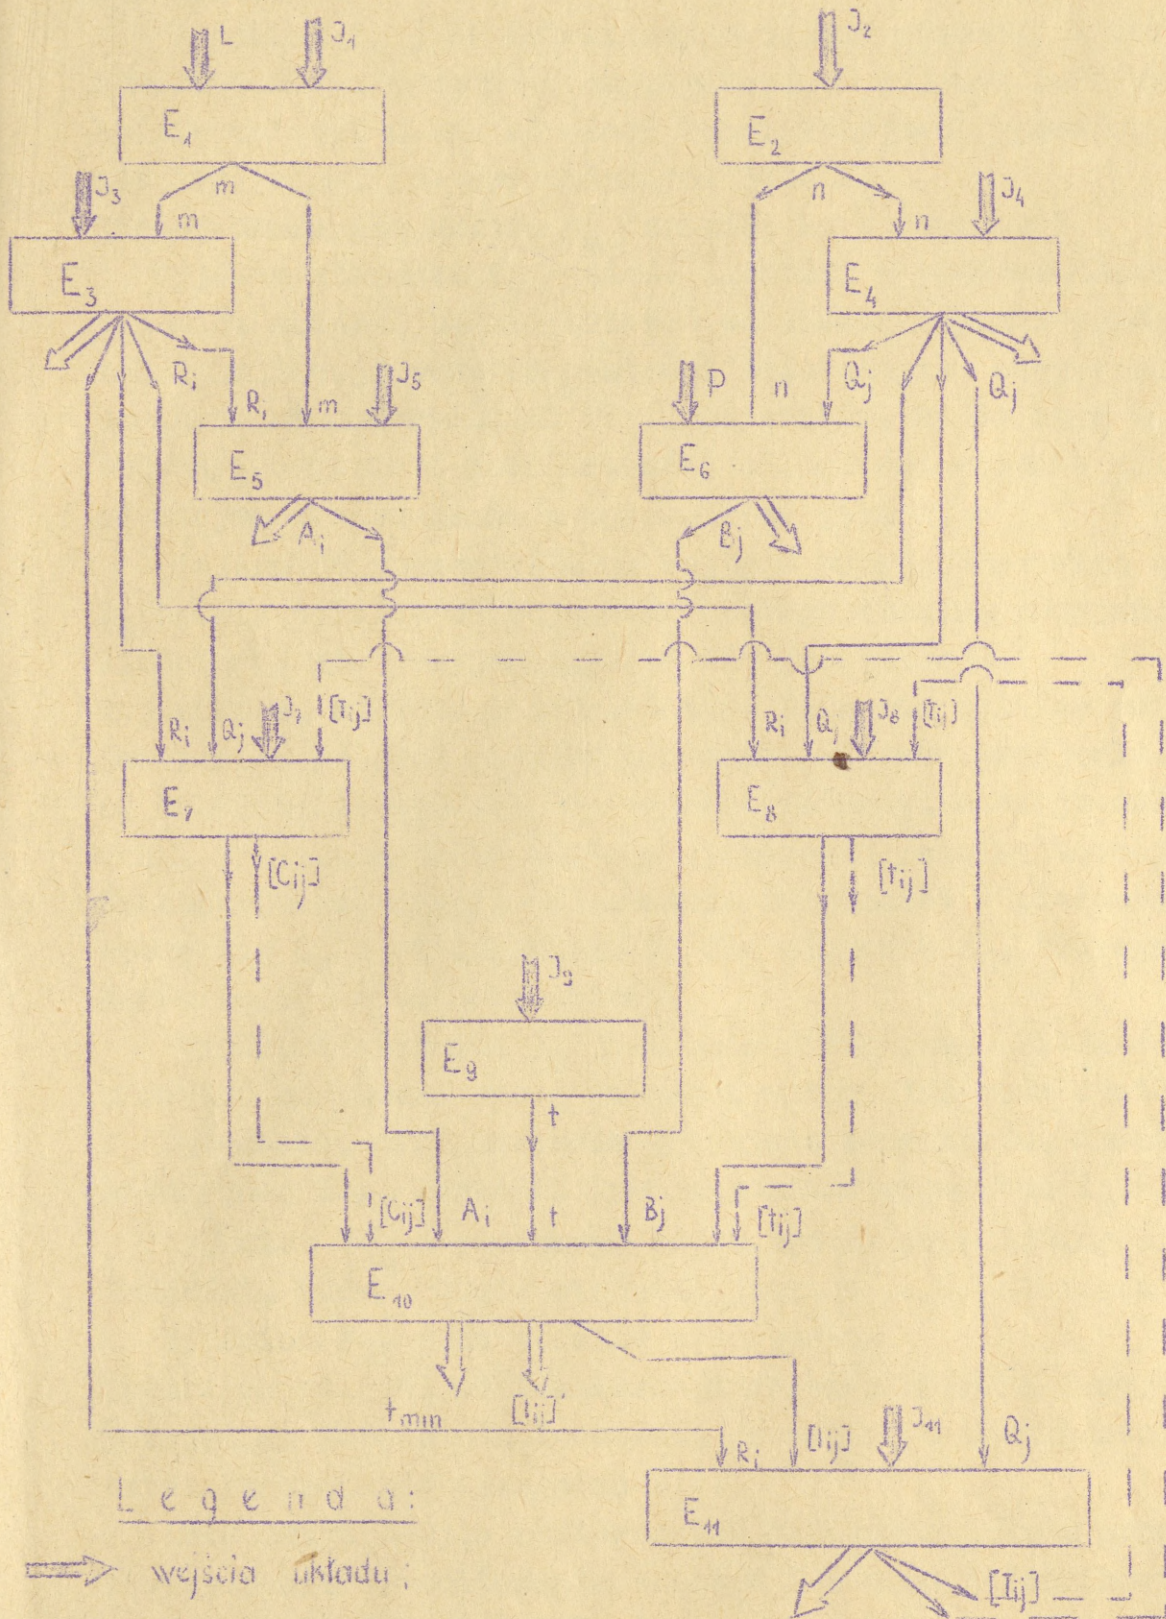 L J₁ J₂
E₁ E₂
J₃ m n J₄
m n
E₃ E₄
Rᵢ J₅ P n Qⱼ Qⱼ
Rᵢ m
E₅ E₆
Aᵢ Bⱼ
Rᵢ Qⱼ J₇ [Tij] Rᵢ Qⱼ J₈ [Tij]
E₇ E₈
[Cij] [tij]
J₉
E₉
t
[Cij] Aᵢ t Bⱼ [tij]
E₁₀
tmin [Iij]
Rᵢ [Iij] J₁₁ Qⱼ
Legenda:
E₁₁
wejścia układu;
[Tij]